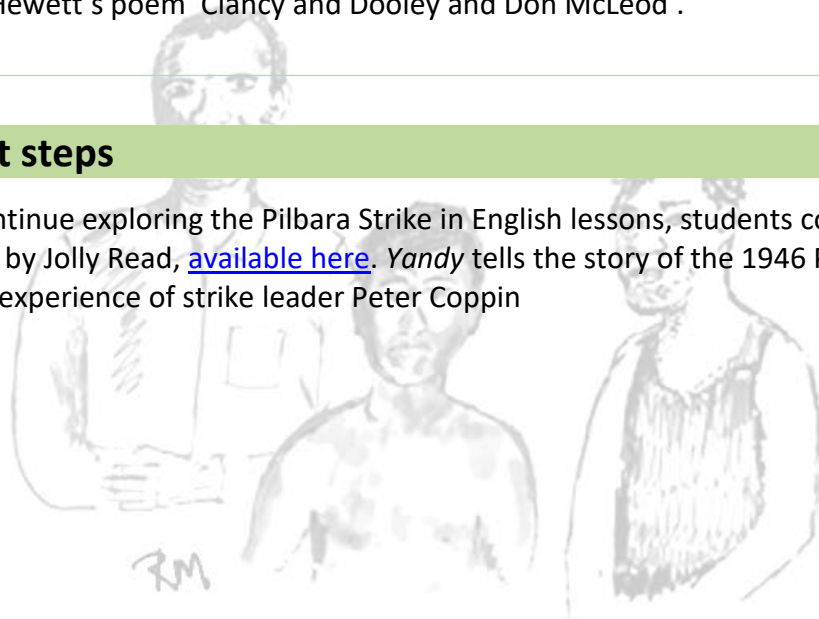 Hewett's poem 'Clancy and Dooley and Don McLeod'.
t steps
ntinue exploring the Pilbara Strike in English lessons, students co
by Jolly Read, available here. Yandy tells the story of the 1946 P
experience of strike leader Peter Coppin
RM